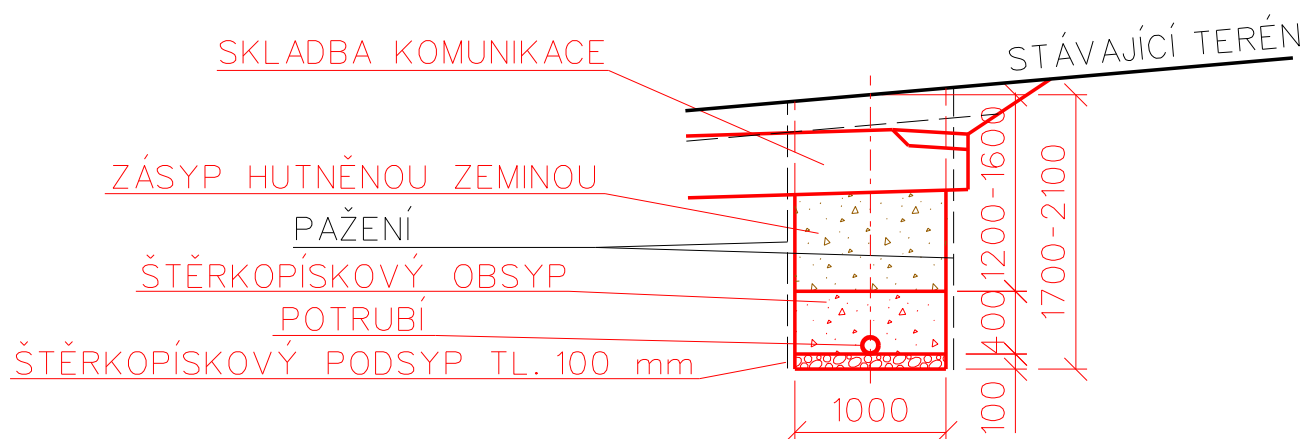 STÁVAJÍCÍ TERÉN
SKLADBA KOMUNIKACE
ZÁSYP HUTNĚNOU ZEMINOU
PAŽENÍ
ŠTĚRKOPÍSKOVÝ OBSYP
POTRUBÍ
ŠTĚRKOPÍSKOVÝ PODSYP TL. 100 mm
1200-1600
1700-2100
400
100
1000